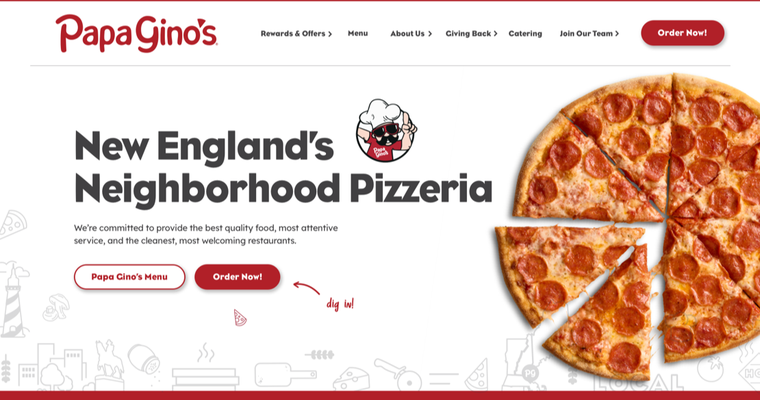 Papa Gino's
Rewards & Offers
Menu
About Us
Giving Back
Catering
Join Our Team
Order Now!
New England's
Neighborhood Pizzeria
Papa
Gino's
We're committed to provide the best quality food, most attentive
service, and the cleanest, most welcoming restaurants.
Papa Gino's Menu
Order Now!
dig in!
pg
LOCAL